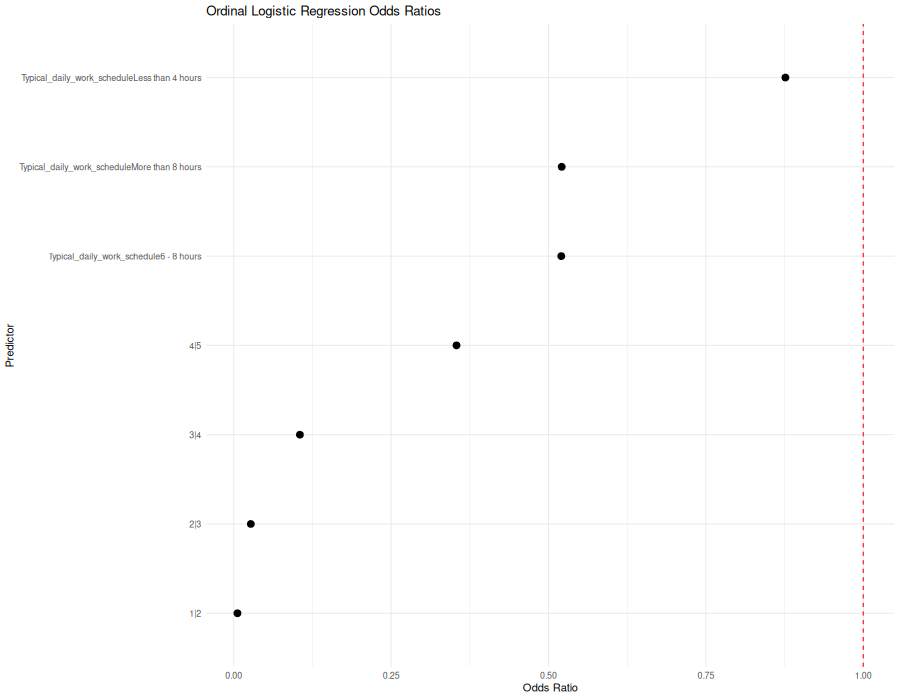 Ordinal Logistic Regression Odds Ratios
Typical_daily_work_scheduleLess than 4 hours
Typical_daily_work_scheduleMore than 8 hours
Typical_daily_work_schedule6 - 8 hours
Predictor
4|5
3|4
2|3
1|2
0.00 0.25 0.50 0.75 1.00
Odds Ratio